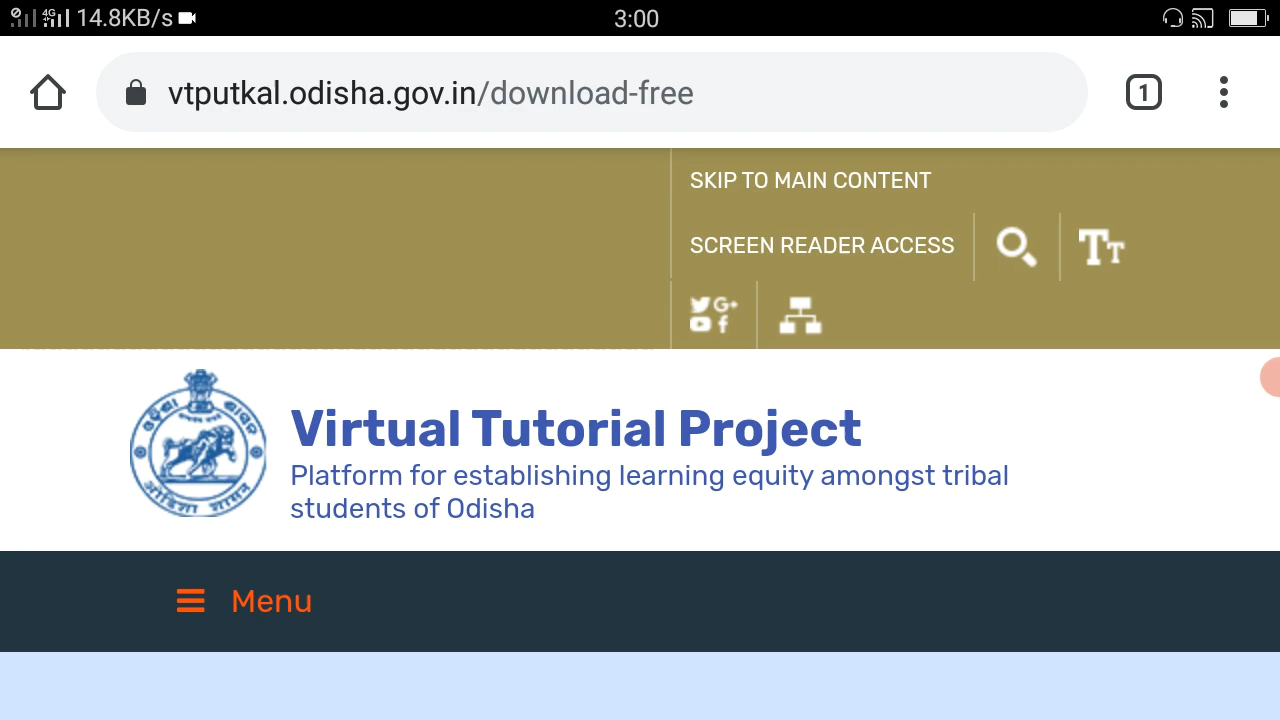 4G 14.8KB/s 3:00
vtputkal.odisha.gov.in/download-free 1
SKIP TO MAIN CONTENT
SCREEN READER ACCESS
Virtual Tutorial Project
Platform for establishing learning equity amongst tribal
students of Odisha
Menu